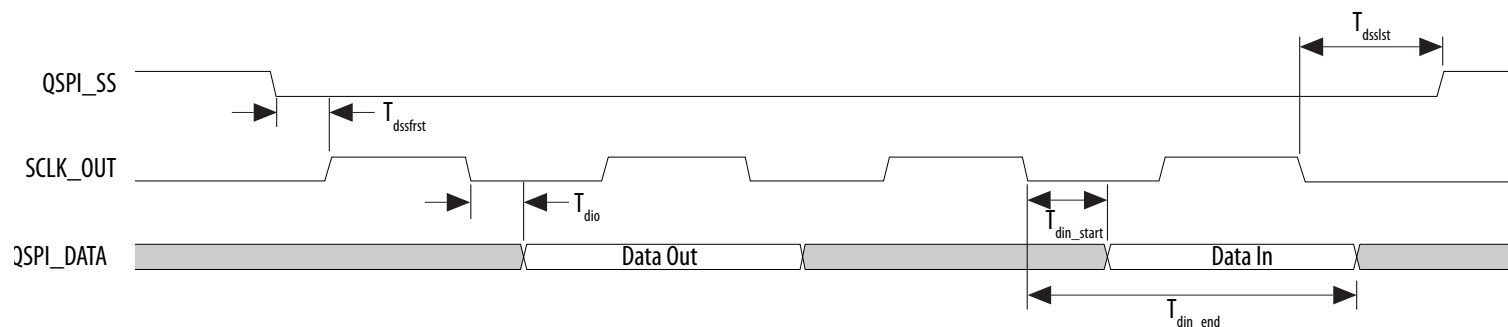 T_dsslst
QSPI_SS
T_dssfrst
SCLK_OUT
T_dio
T_din_start
QSPI_DATA
Data Out
Data In
T_din_end